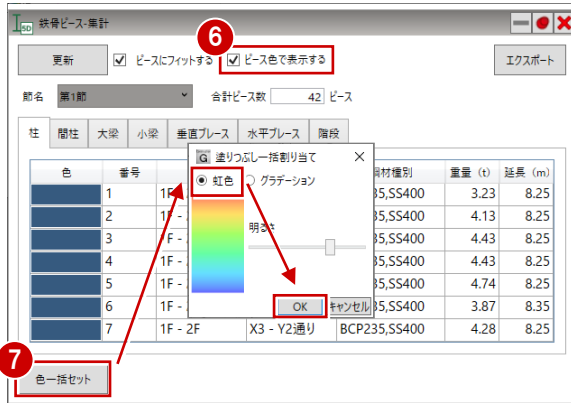 5D 鉄骨ピース-集計
6
更新 ピースにフィットする ピース色で表示する エクスポート
節名 第1節 合計ピース数 42 ピース
柱 間柱 大梁 小梁 垂直ブレース 水平ブレース 階段
G 塗りつぶし一括割り当て
虹色 グラデーション
明るさ
OK キャンセル
色 番号 鋼材種別 重量 (t) 延長 (m)
1 1F - 35,SS400 3.23 8.25
2 1F - 35,SS400 4.13 8.25
3 1F - 35,SS400 4.43 8.25
4 1F - 35,SS400 4.43 8.25
5 1F - 35,SS400 4.74 8.25
6 1F - 35,SS400 3.87 8.35
7 1F - 2F X3 - Y2通り BCP235,SS400 4.28 8.25
7
色一括セット